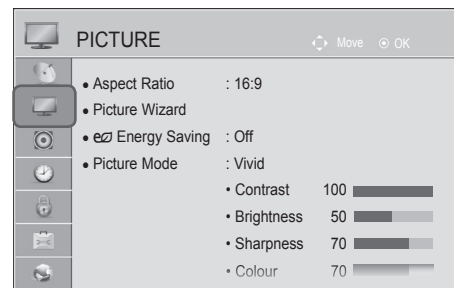 PICTURE Move OK
• Aspect Ratio : 16:9
• Picture Wizard
• Energy Saving : Off
• Picture Mode : Vivid
• Contrast 100
• Brightness 50
• Sharpness 70
• Colour 70